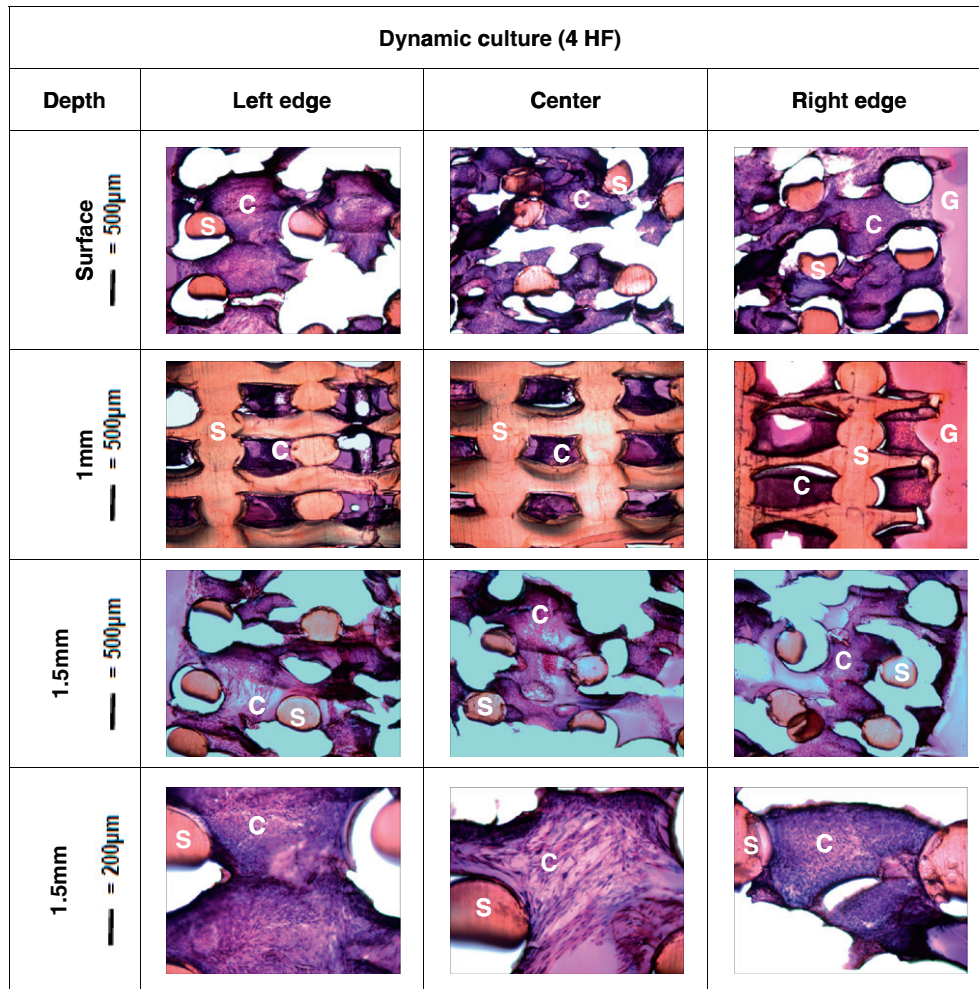 Dynamic culture (4 HF)
Depth Left edge Center Right edge
Surface
= 500µm
C
S
S
C
G
C
S
1mm
= 500µm
S
C
S
C
G
S
C
1.5mm
= 500µm
C
S
C
S
C
S
1.5mm
= 200µm
C
S
C
S
S
C